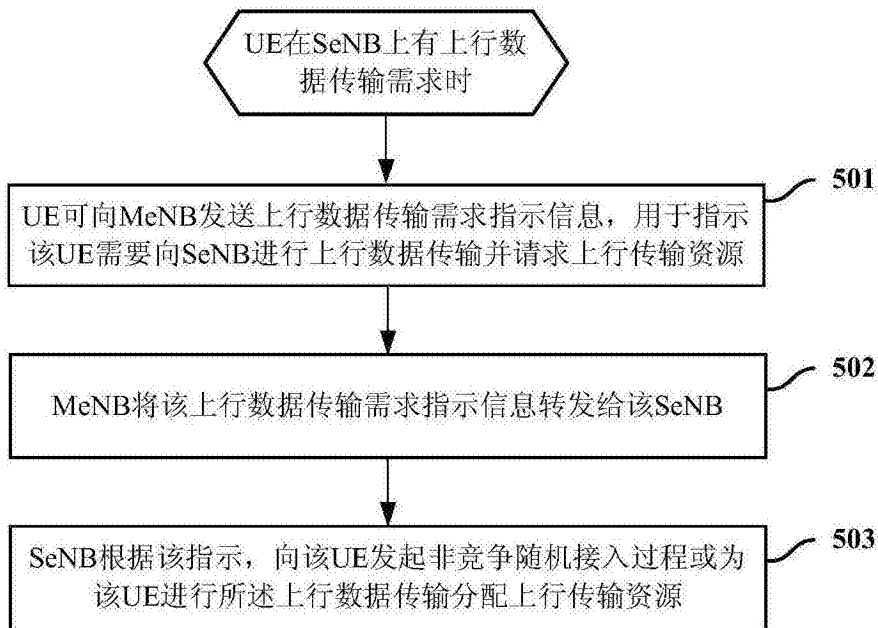 UE在SeNB上有上行数
据传输需求时
501
UE可向MeNB发送上行数据传输需求指示信息，用于指示
该UE需要向SeNB进行上行数据传输并请求上行传输资源
502
MeNB将该上行数据传输需求指示信息转发给该SeNB
503
SeNB根据该指示，向该UE发起非竞争随机接入过程或为
该UE进行所述上行数据传输分配上行传输资源